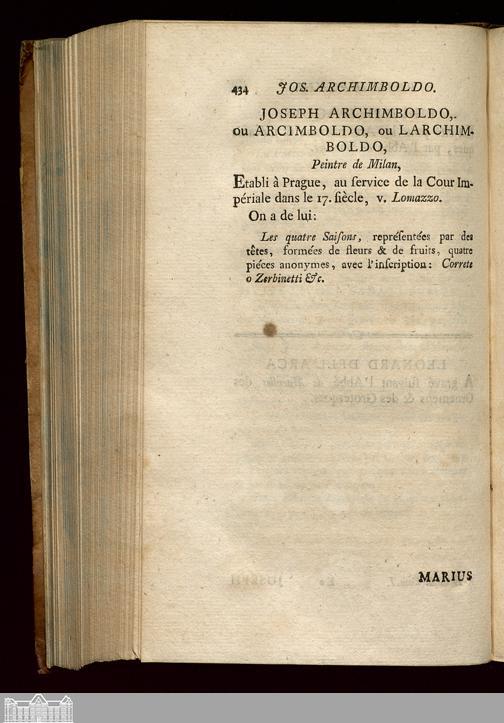 434 JOS. ARCHIMBOLDO.
JOSEPH ARCHIMBOLDO,
ou ARCIMBOLDO, ou LARCHIM-
BOLDO,
Peintre de Milan,
Etabli à Prague, au ſervice de la Cour Im-
périale dans le 17. ſiècle, v. Lomazzo.
On a de lui:
Les quatre Saiſons, repréſentées par des
têtes, formées de fleurs & de fruits, quatre
piéces anonymes, avec l'inſcription: Correte
o Zerbinetti &c.
MARIUS